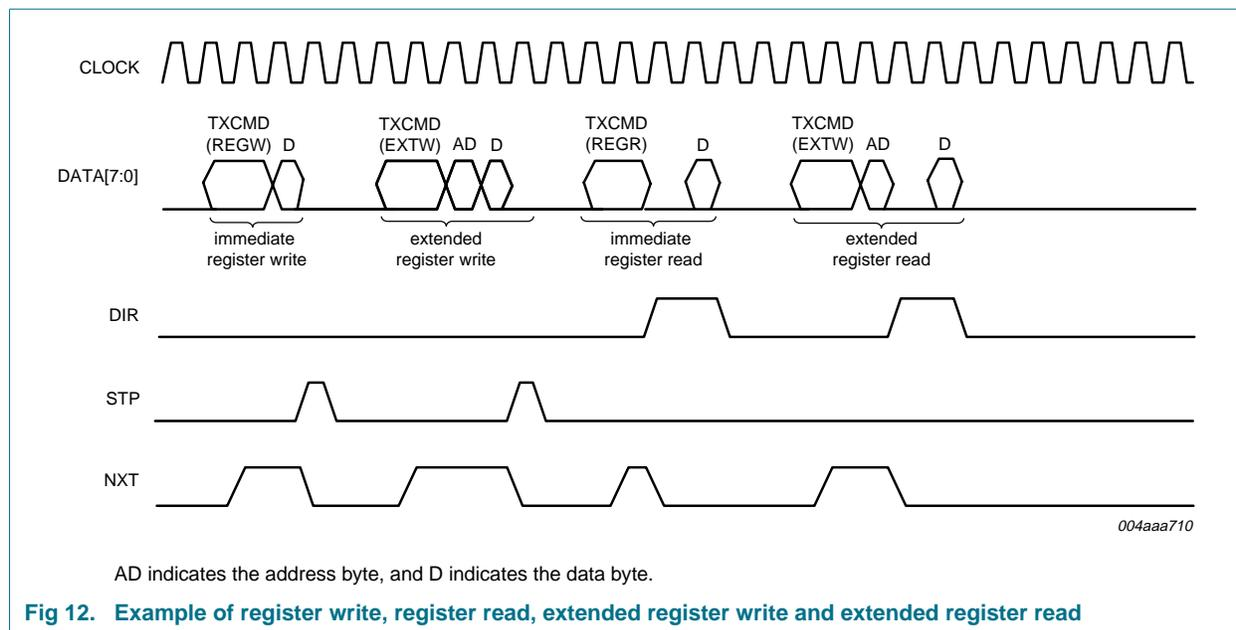 CLOCK
TXCMD TXCMD TXCMD TXCMD
(REGW) D (EXTW) AD D (REGR) D (EXTW) AD D
DATA[7:0]
immediate extended immediate extended
register write register write register read register read
DIR
STP
NXT
004aaa710
AD indicates the address byte, and D indicates the data byte.
Fig 12. Example of register write, register read, extended register write and extended register read